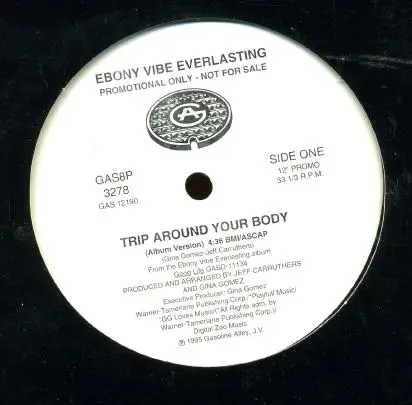 EBONY VIBE EVERLASTING
PROMOTIONAL ONLY - NOT FOR SALE
GA
GAS8P
3278
GAS 12190
SIDE ONE
12" PROMO
33 1/3 R.P.M.
TRIP AROUND YOUR BODY
(Album Version) 4:36 BMI/ASCAP
(Gina Gomez-Jeff Carruthers)
From the Ebony Vibe Everlasting album
Good Life GASD-11134
PRODUCED AND ARRANGED BY JEFF CARRUTHERS
AND GINA GOMEZ
Executive Producer: Gina Gomez
Warner-Tamerlane Publishing Corp./"Playfull Music/
"GG Loves Music/ All Rights adm. by
Warner-Tamerlane Publishing Corp.)/
Digital Zoo Music
℗ 1995 Gasoline Alley, J.V.